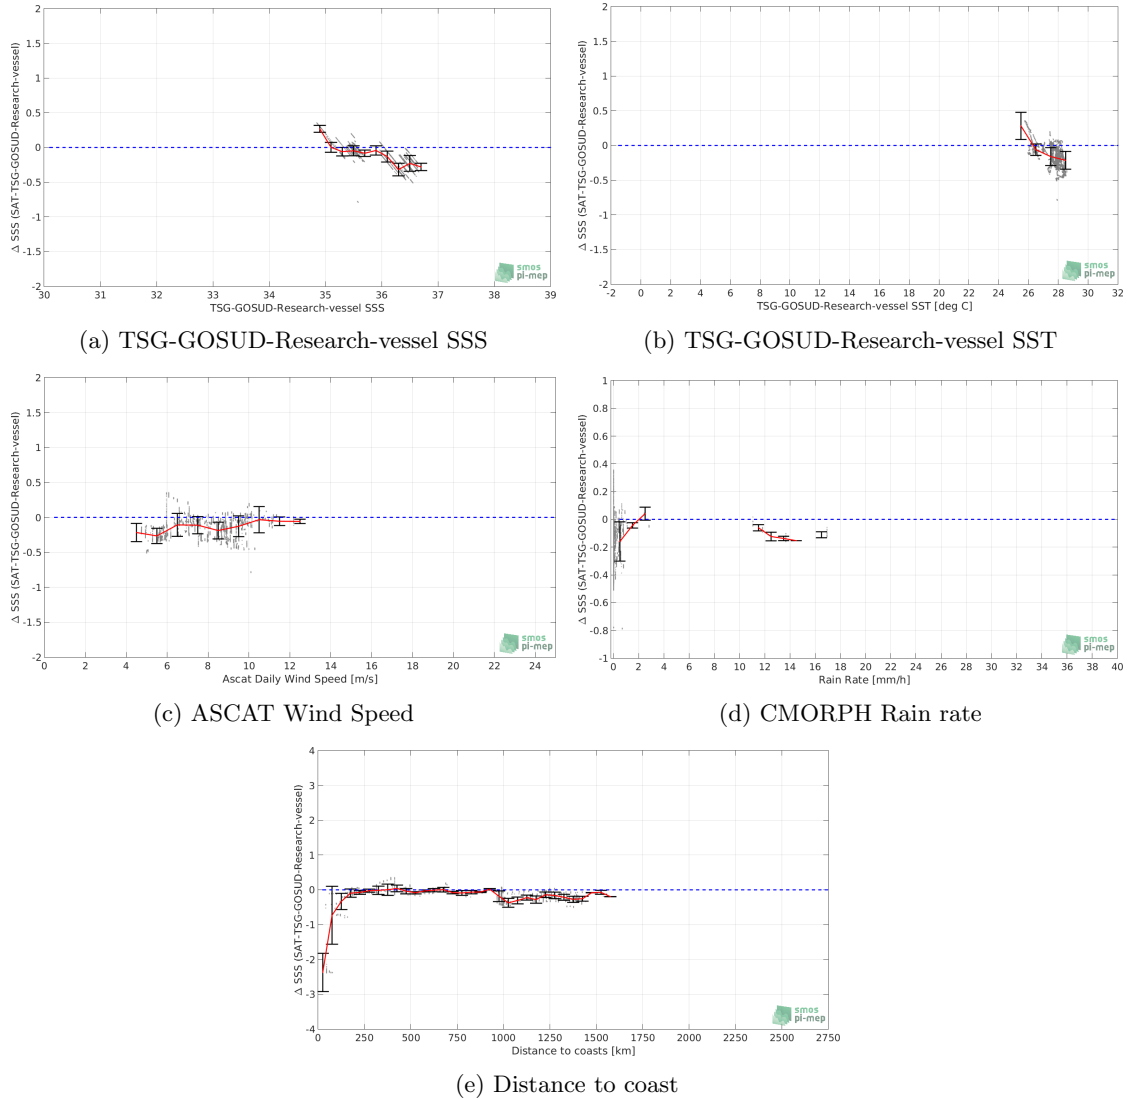 2
1.5
1
0.5
0
-0.5
-1
-1.5
-2
Δ SSS (SAT-TSG-GOSUD-Research-vessel)
30 31 32 33 34 35 36 37 38 39
TSG-GOSUD-Research-vessel SSS
smos
pi-mep
(a) TSG-GOSUD-Research-vessel SSS
2
1.5
1
0.5
0
-0.5
-1
-1.5
-2
Δ SSS (SAT-TSG-GOSUD-Research-vessel)
-2 0 2 4 6 8 10 12 14 16 18 20 22 24 26 28 30 32
TSG-GOSUD-Research-vessel SST [deg C]
smos
pi-mep
(b) TSG-GOSUD-Research-vessel SST
2
1.5
1
0.5
0
-0.5
-1
-1.5
-2
Δ SSS (SAT-TSG-GOSUD-Research-vessel)
0 2 4 6 8 10 12 14 16 18 20 22 24
Ascat Daily Wind Speed [m/s]
smos
pi-mep
(c) ASCAT Wind Speed
1
0.8
0.6
0.4
0.2
0
-0.2
-0.4
-0.6
-0.8
-1
Δ SSS (SAT-TSG-GOSUD-Research-vessel)
0 2 4 6 8 10 12 14 16 18 20 22 24 26 28 30 32 34 36 38 40
Rain Rate [mm/h]
smos
pi-mep
(d) CMORPH Rain rate
4
3
2
1
0
-1
-2
-3
-4
Δ SSS (SAT-TSG-GOSUD-Research-vessel)
0 250 500 750 1000 1250 1500 1750 2000 2250 2500 2750
Distance to coasts [km]
smos
pi-mep
(e) Distance to coast